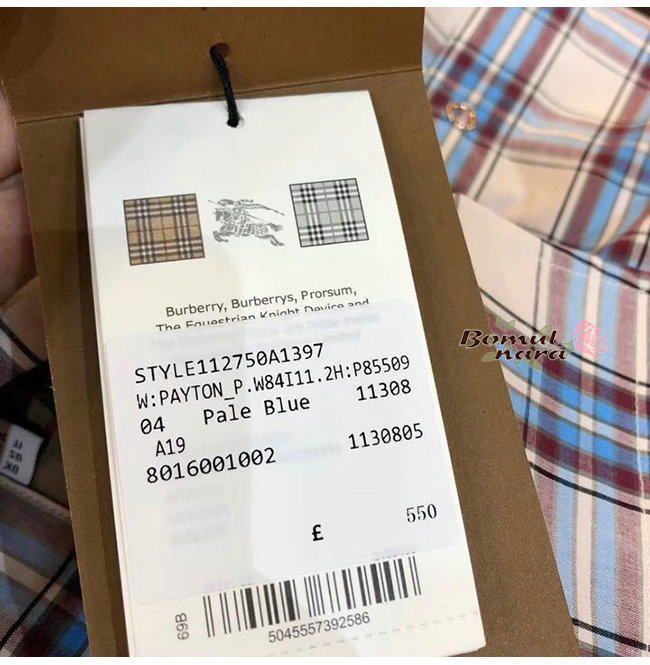 Burberry, Burberrys, Prorsum,
The Equestrian Knight Device and
STYLE112750A1397
W:PAYTON_P.W84I11.2H:P85509
04 Pale Blue 11308
A19
8016001002 1130805
£ 550
69B
5045557392586
Bomul
nara
UK